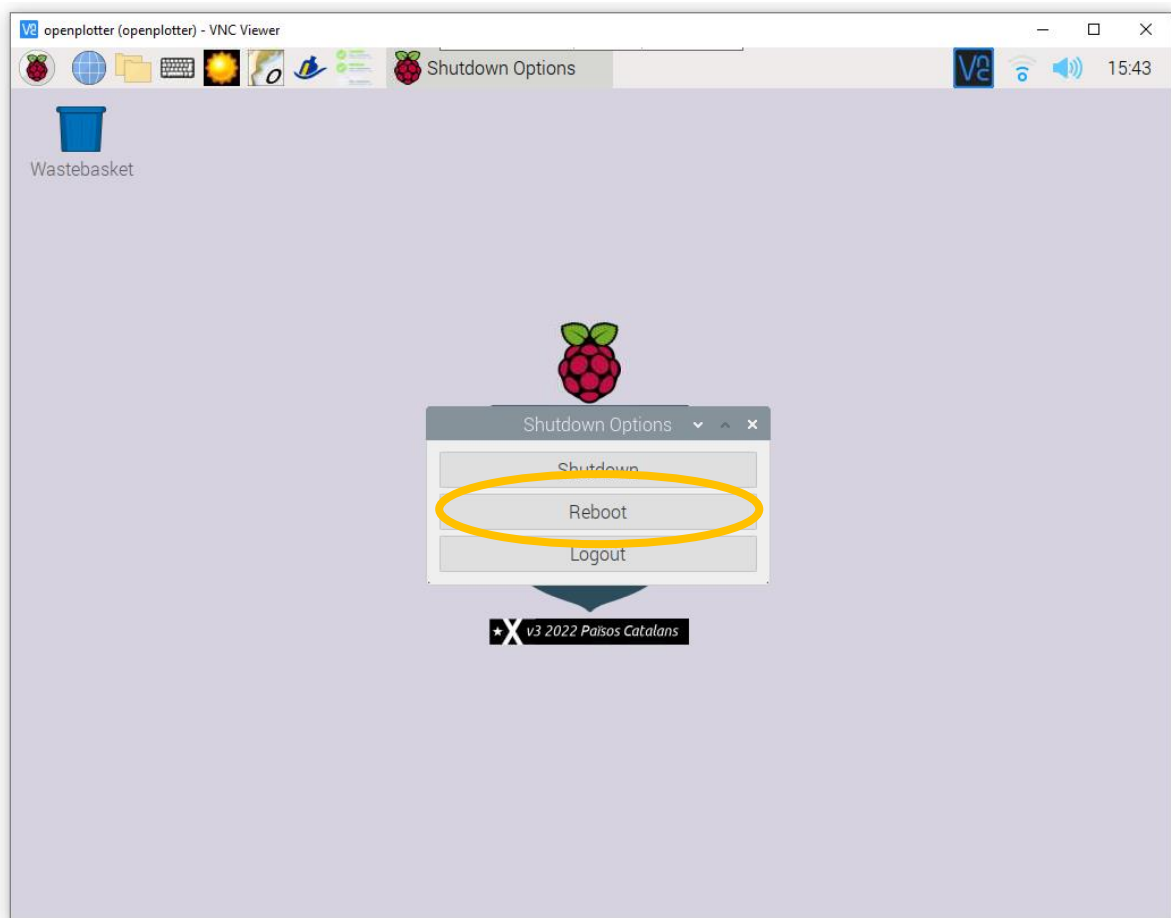 openplotter (openplotter) - VNC Viewer
Shutdown Options
15:43
Wastebasket
Shutdown Options
Shutdown
Reboot
Logout
v3 2022 Països Catalans